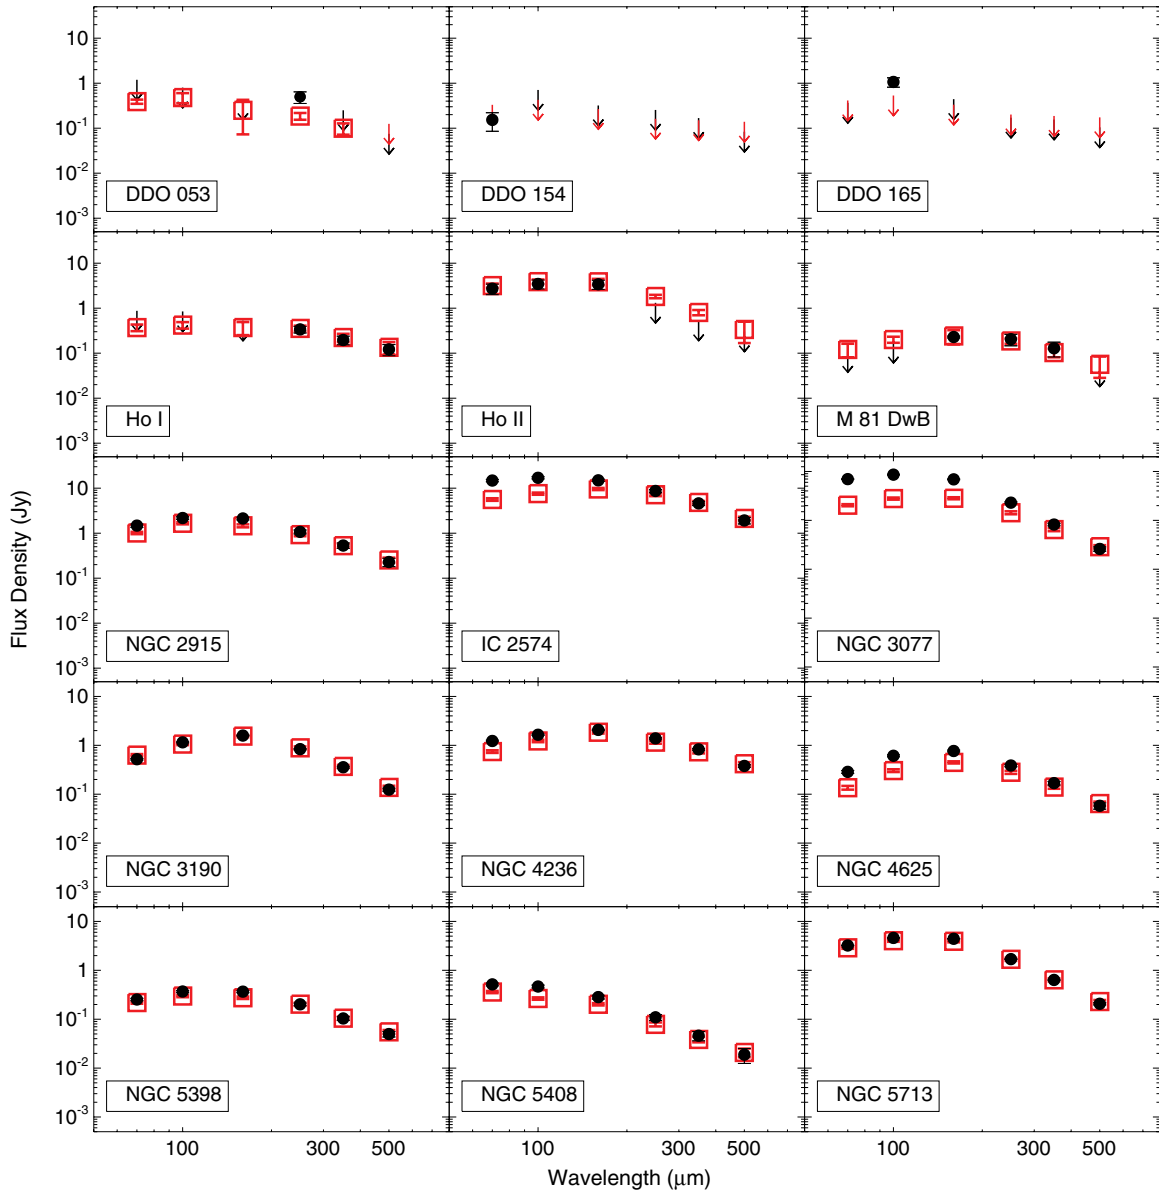 10
1
10-1
10-2
10-3
DDO 053
DDO 154
DDO 165
10
1
10-1
10-2
10-3
Ho I
Ho II
M 81 DwB
Flux Density (Jy)
10
1
10-1
10-2
10-3
NGC 2915
IC 2574
NGC 3077
10
1
10-1
10-2
10-3
NGC 3190
NGC 4236
NGC 4625
10
1
10-1
10-2
10-3
NGC 5398
NGC 5408
NGC 5713
100 300 500
100 300 500
100 300 500
Wavelength (μm)